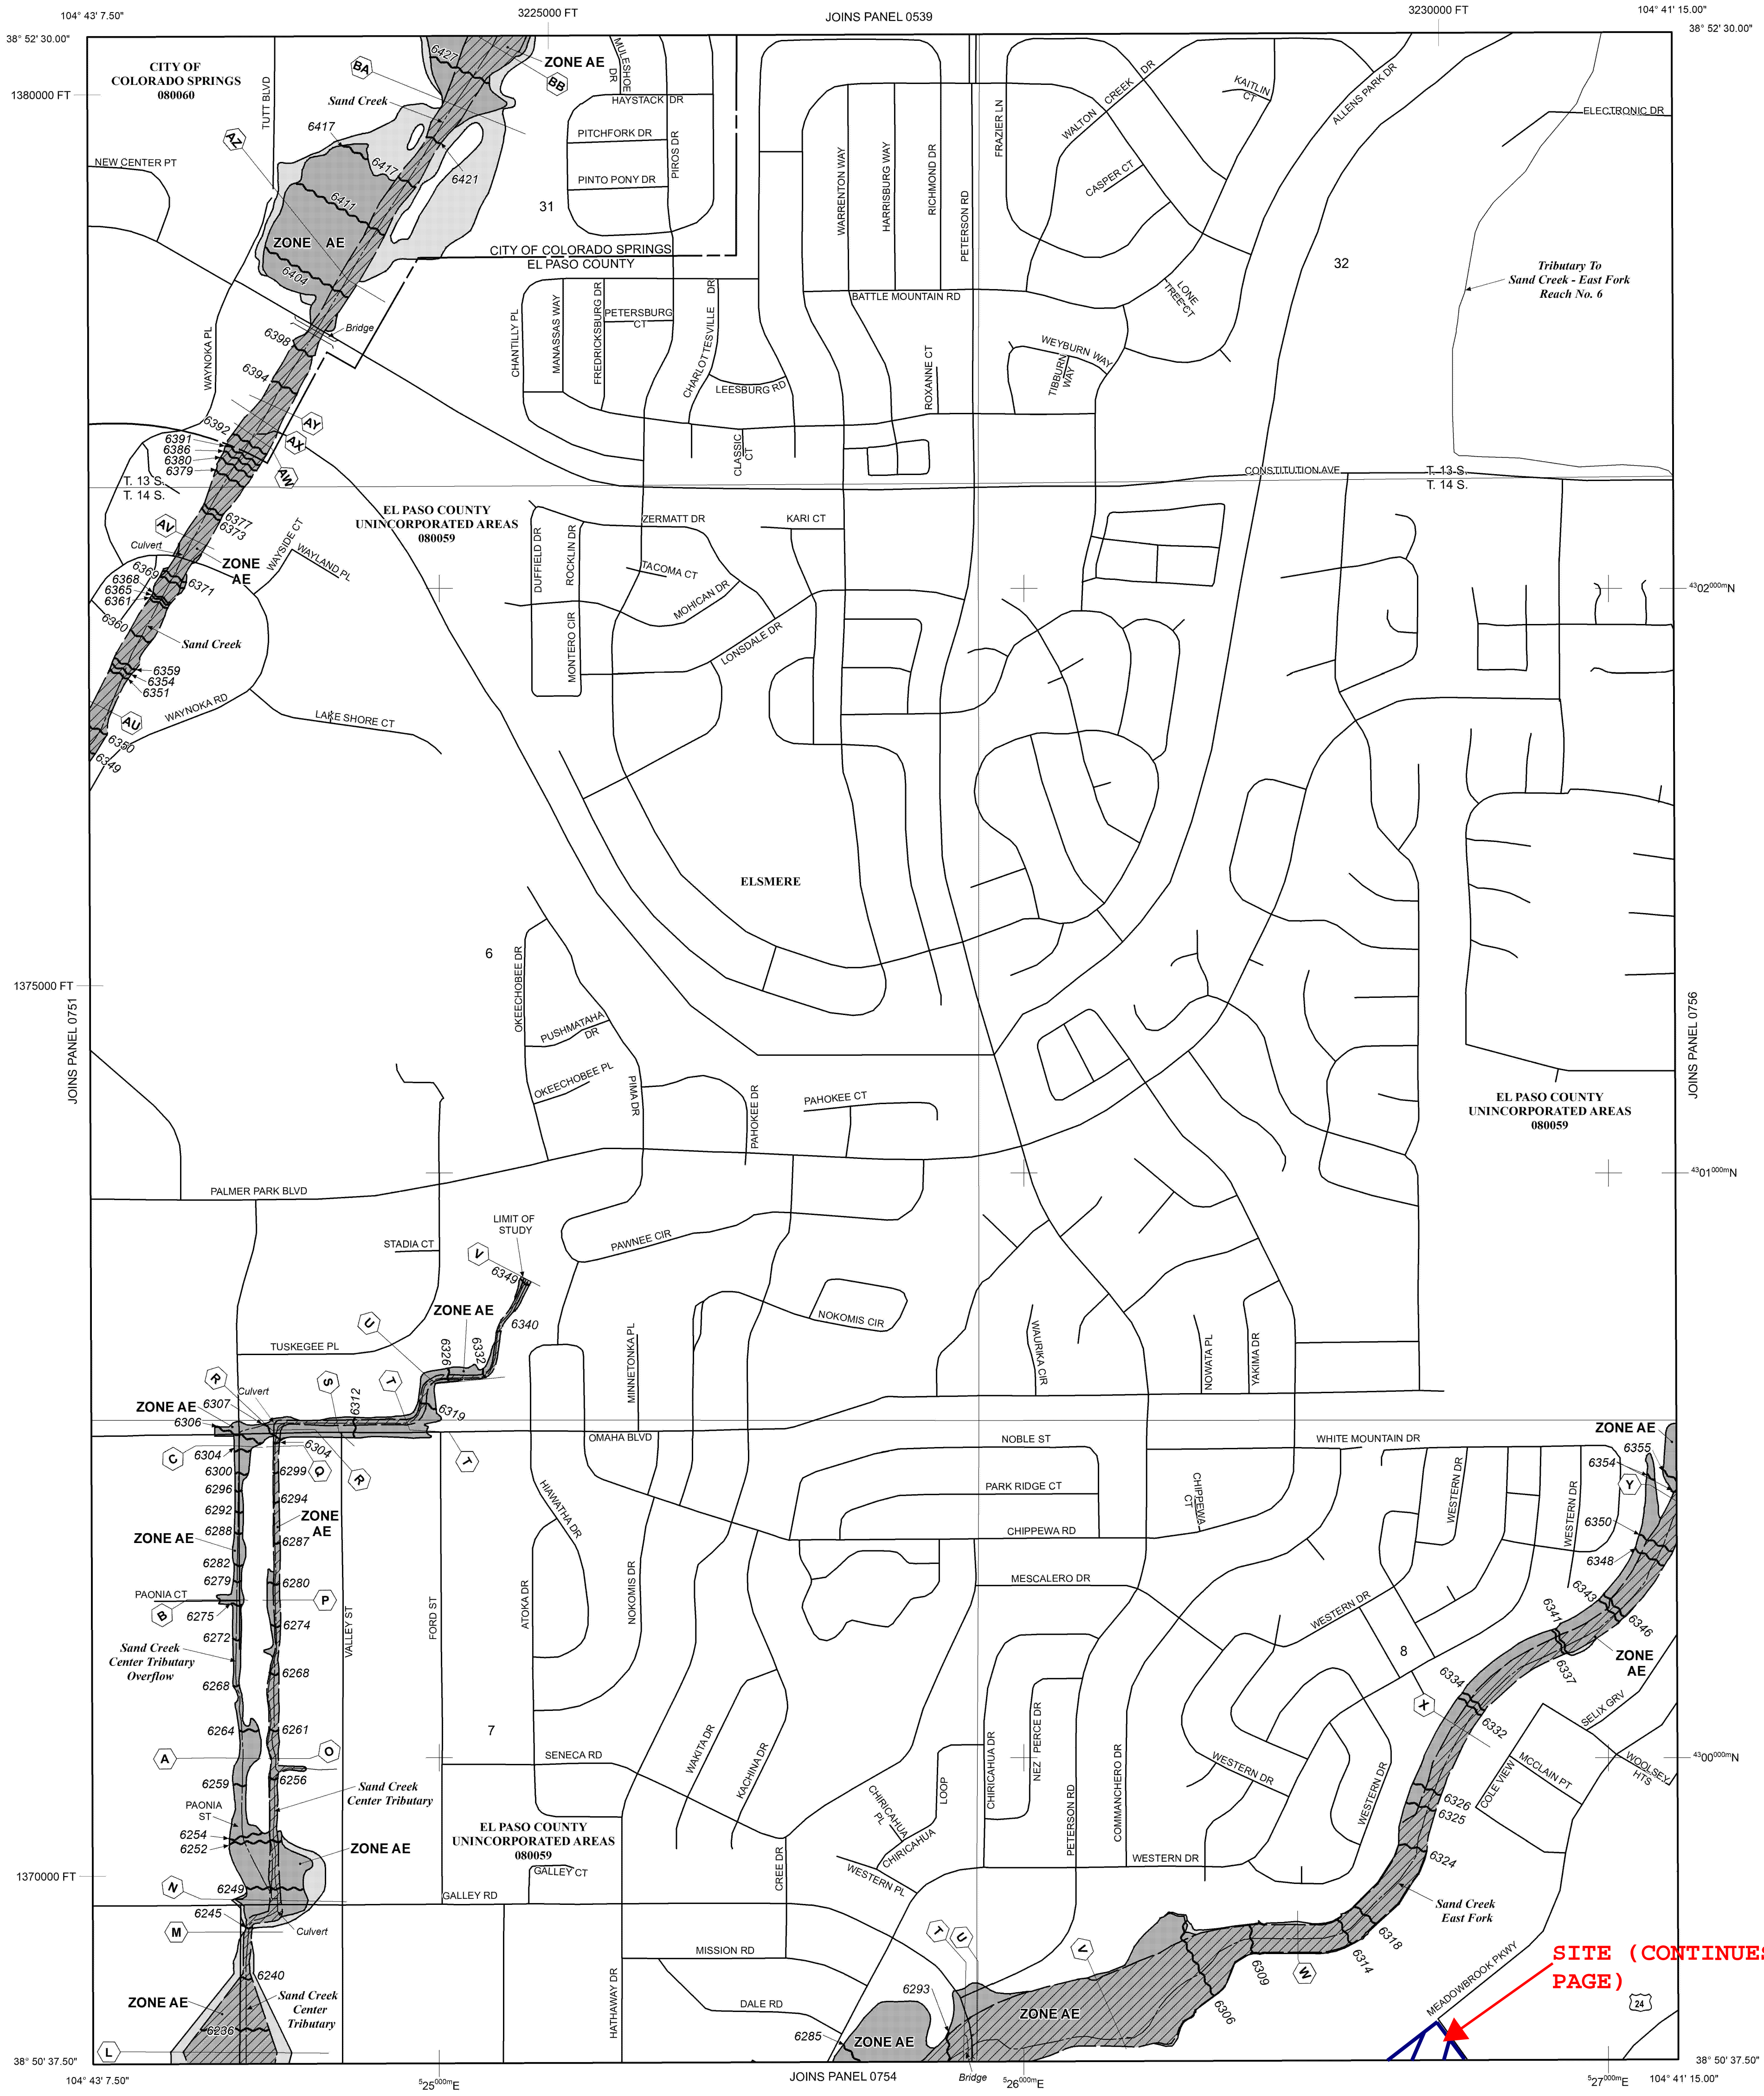 104° 43' 7.50"
3225000 FT
JOINS PANEL 0539
3230000 FT
104° 41' 15.00"
38° 52' 30.00"
38° 52' 30.00"
CITY OF
COLORADO SPRINGS
080060
1380000 FT
TUTT BLVD
BA
6427
ZONE AE
BB
Sand Creek
MULESHOE
DR
HAYSTACK DR
PITCHFORK DR
PINTO PONY DR
PIROS DR
31
FRAZIER LN
WALTON CREEK DR
KAITLIN
CT
ALLENS PARK DR
ELECTRONIC DR
CASPER CT
WARRENTON WAY
HARRISBURG WAY
RICHMOND DR
PETERSON RD
AZ
6417
6417
6421
6411
NEW CENTER PT
ZONE AE
6404
CITY OF COLORADO SPRINGS
EL PASO COUNTY
32
Tributary To
Sand Creek - East Fork
Reach No. 6
BATTLE MOUNTAIN RD
LONE
TREE CT
Bridge
6398
6394
WAYNOKA PL
CHANTILLY PL
MANASSAS WAY
FREDRICKSBURG DR
PETERSBURG
CT
CHARLOTTESVILLE DR
LEESBURG RD
ROXANNE CT
WEYBURN WAY
TIBBURN
WAY
CLASSIC
CT
AY
AX
AW
6392
6391
6386
6380
6379
T. 13 S.
T. 14 S.
CONSTITUTION AVE
T. 13 S.
T. 14 S.
6377
6373
AV
Culvert
ZONE
AE
EL PASO COUNTY
UNINCORPORATED AREAS
080059
WAYSIDE CT
WAYLAND PL
6369
6368
6365
6361
6371
6360
Sand Creek
6359
6354
6351
AU
6350
6349
WAYNOKA RD
LAKE SHORE CT
DUFFIELD DR
ROCKLIN DR
ZERMATT DR
KARI CT
TACOMA CT
MOHICAN DR
MONTERO CIR
LONSDALE DR
4302000mN
ELSMERE
6
1375000 FT
JOINS PANEL 0751
JOINS PANEL 0756
OKEECHOBEE DR
PUSHMATAHA
DR
OKEECHOBEE PL
PIMA DR
PAHOKEE DR
PAHOKEE CT
EL PASO COUNTY
UNINCORPORATED AREAS
080059
4301000mN
PALMER PARK BLVD
STADIA CT
LIMIT OF
STUDY
V
6349
PAWNEE CIR
ZONE AE
6340
U
6326
6332
NOKOMIS CIR
TUSKEGEE PL
MINNETONKA PL
WAURIKA CIR
NOWATA PL
YAKIMA DR
R
Culvert
S
6312
T
6319
ZONE AE
6307
6306
C
6304
6304
Q
R
T
OMAHA BLVD
NOBLE ST
WHITE MOUNTAIN DR
ZONE AE
6355
6354
Y
6300
6296
6292
6288
ZONE AE
6282
6279
PAONIA CT
B
6275
6272
Sand Creek
Center Tributary
Overflow
6268
6264
A
6259
PAONIA
ST
6254
6252
6299
6294
ZONE
AE
6287
6280
P
6274
6268
6261
O
6256
Sand Creek
Center Tributary
ZONE AE
VALLEY ST
FORD ST
HIAWATHA DR
ATOKA DR
NOKOMIS DR
PARK RIDGE CT
CHIPPEWA
CT
CHIPPEWA RD
MESCALERO DR
WESTERN DR
WESTERN DR
WESTERN DR
6350
6348
6343
6346
6341
6337
ZONE
AE
8
6334
X
6332
SELIX GRV
WOOLSEY
HTS
MCCLAIN PT
COLE VIEW
4300000mN
7
SENECA RD
WAKITA DR
KACHINA DR
CHIRICAHUA DR
NEZ PERCE DR
PETERSON RD
COMMANCHERO DR
WESTERN DR
WESTERN DR
LOOP
CHIRICAHUA
PL
CHIRICAHUA
6326
6325
6324
EL PASO COUNTY
UNINCORPORATED AREAS
080059
GALLEY CT
GALLEY RD
CREE DR
WESTERN PL
WESTERN DR
1370000 FT
N
6249
6245
M
Culvert
6240
Sand Creek
Center
Tributary
ZONE AE
6236
L
MISSION RD
DALE RD
HATHAWAY DR
T
U
V
6293
6285
ZONE AE
ZONE AE
6306
6309
W
6314
6318
Sand Creek
East Fork
MEADOWBROOK PKWY
SITE (CONTINUES
PAGE)
24
38° 50' 37.50"
38° 50' 37.50"
104° 43' 7.50"
525000mE
JOINS PANEL 0754
Bridge
526000mE
527000mE
104° 41' 15.00"